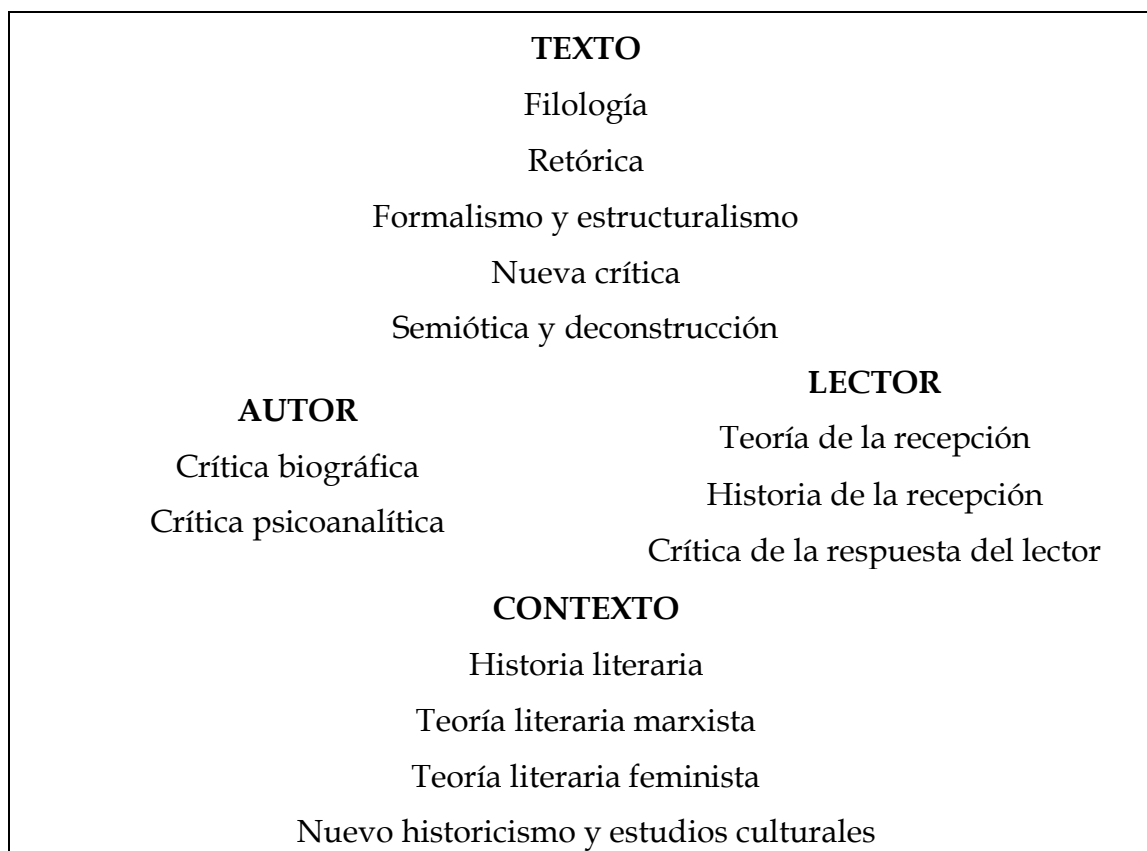 TEXTO
Filología
Retórica
Formalismo y estructuralismo
Nueva crítica
Semiótica y deconstrucción
AUTOR
Crítica biográfica
Crítica psicoanalítica
LECTOR
Teoría de la recepción
Historia de la recepción
Crítica de la respuesta del lector
CONTEXTO
Historia literaria
Teoría literaria marxista
Teoría literaria feminista
Nuevo historicismo y estudios culturales